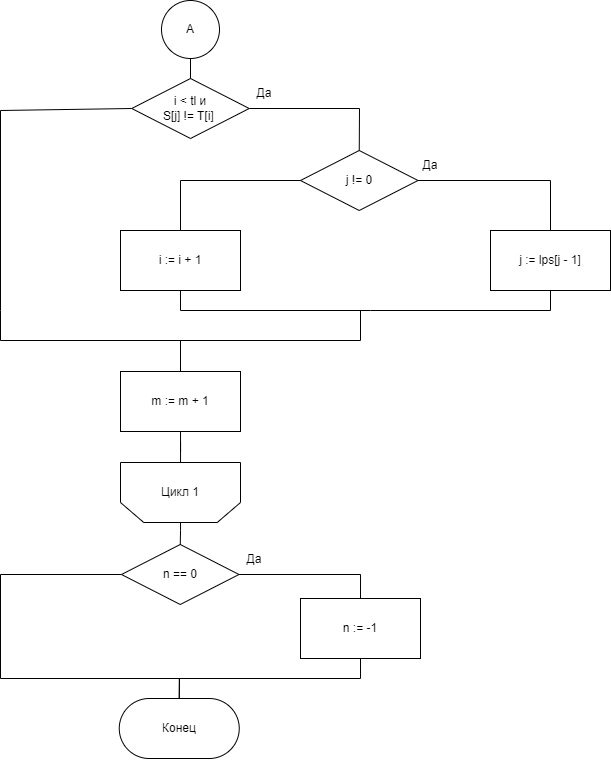 A
i < tl и
S[j] != T[i]
Да
j != 0
Да
i := i + 1
j := lps[j - 1]
m := m + 1
Цикл 1
n == 0
Да
n := -1
Конец